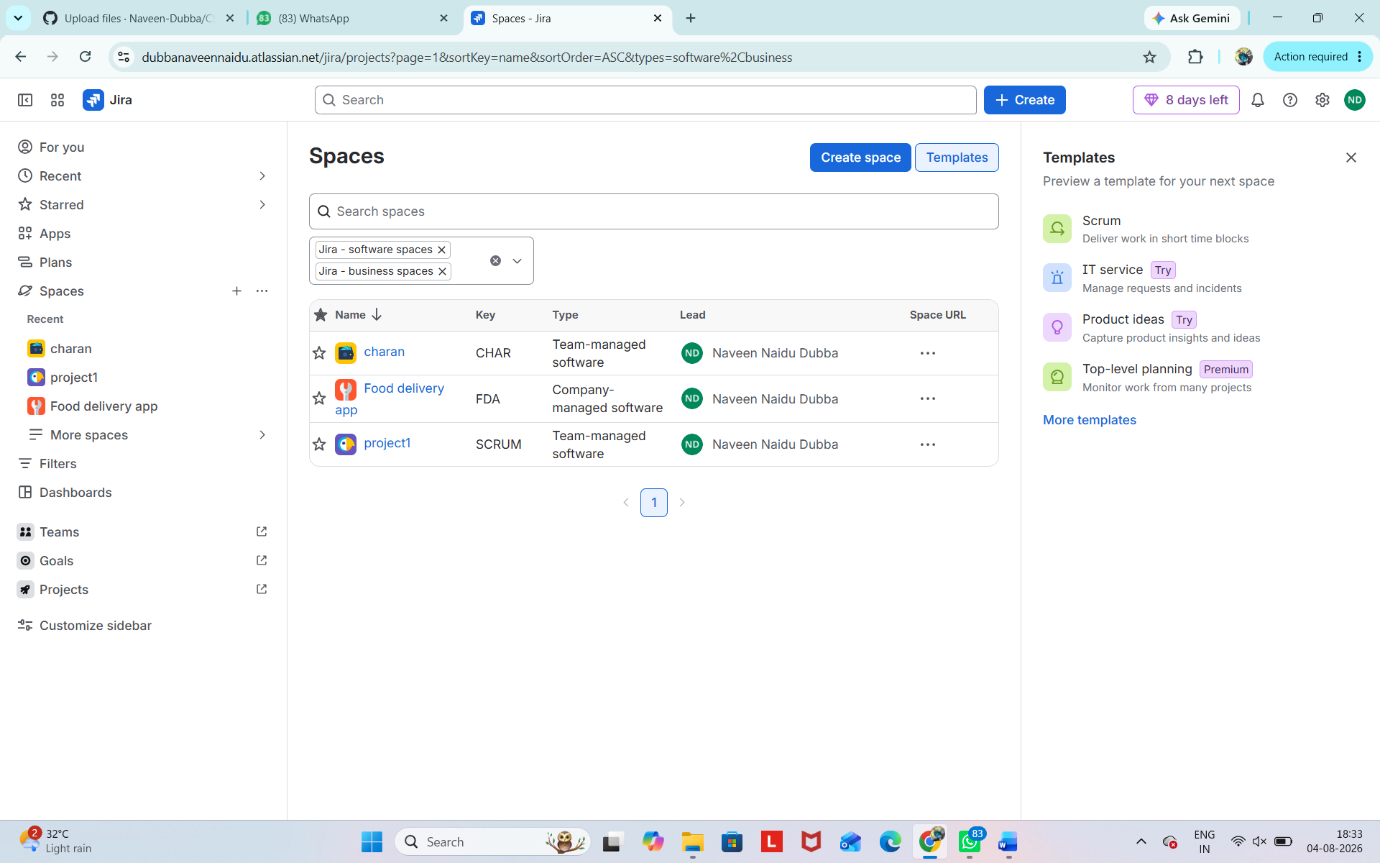 Upload files · Naveen-Dubba/C
83
(83) WhatsApp
Spaces - Jira
Ask Gemini
dubbanaveennaidu.atlassian.net/jira/projects?page=1&sortKey=name&sortOrder=ASC&types=software%2Cbusiness
Action required
Jira
Search
Create
8 days left
ND
For you
Recent
Starred
Apps
Plans
Spaces
Recent
charan
project1
Food delivery app
More spaces
Filters
Dashboards
Teams
Goals
Projects
Customize sidebar
Spaces
Create space
Templates
Search spaces
Jira - software spaces
Jira - business spaces
Name
Key
Type
Lead
Space URL
charan
CHAR
Team-managed
software
ND
Naveen Naidu Dubba
Food delivery
app
FDA
Company-
managed software
ND
Naveen Naidu Dubba
project1
SCRUM
Team-managed
software
ND
Naveen Naidu Dubba
1
Templates
Preview a template for your next space
Scrum
Deliver work in short time blocks
IT service Try
Manage requests and incidents
Product ideas Try
Capture product insights and ideas
Top-level planning Premium
Monitor work from many projects
More templates
2
32°C
Light rain
Search
L
83
W
ENG
IN
18:33
04-08-2026